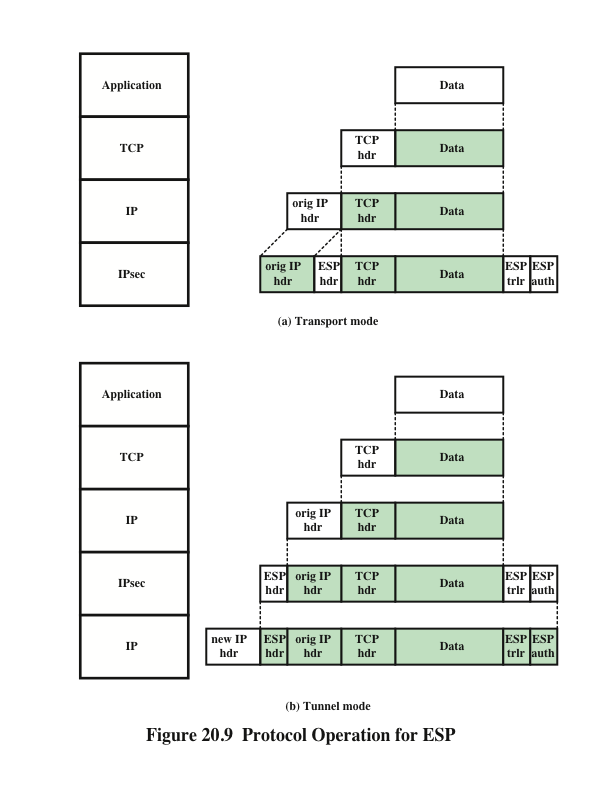 Application
Data
TCP
TCP
hdr
Data
IP
orig IP
hdr
TCP
hdr
Data
IPsec
orig IP
hdr
ESP
hdr
TCP
hdr
Data
ESP
trlr
ESP
auth
(a) Transport mode
Application
Data
TCP
TCP
hdr
Data
IP
orig IP
hdr
TCP
hdr
Data
IPsec
ESP
hdr
orig IP
hdr
TCP
hdr
Data
ESP
trlr
ESP
auth
IP
new IP
hdr
ESP
hdr
orig IP
hdr
TCP
hdr
Data
ESP
trlr
ESP
auth
(b) Tunnel mode
Figure 20.9 Protocol Operation for ESP